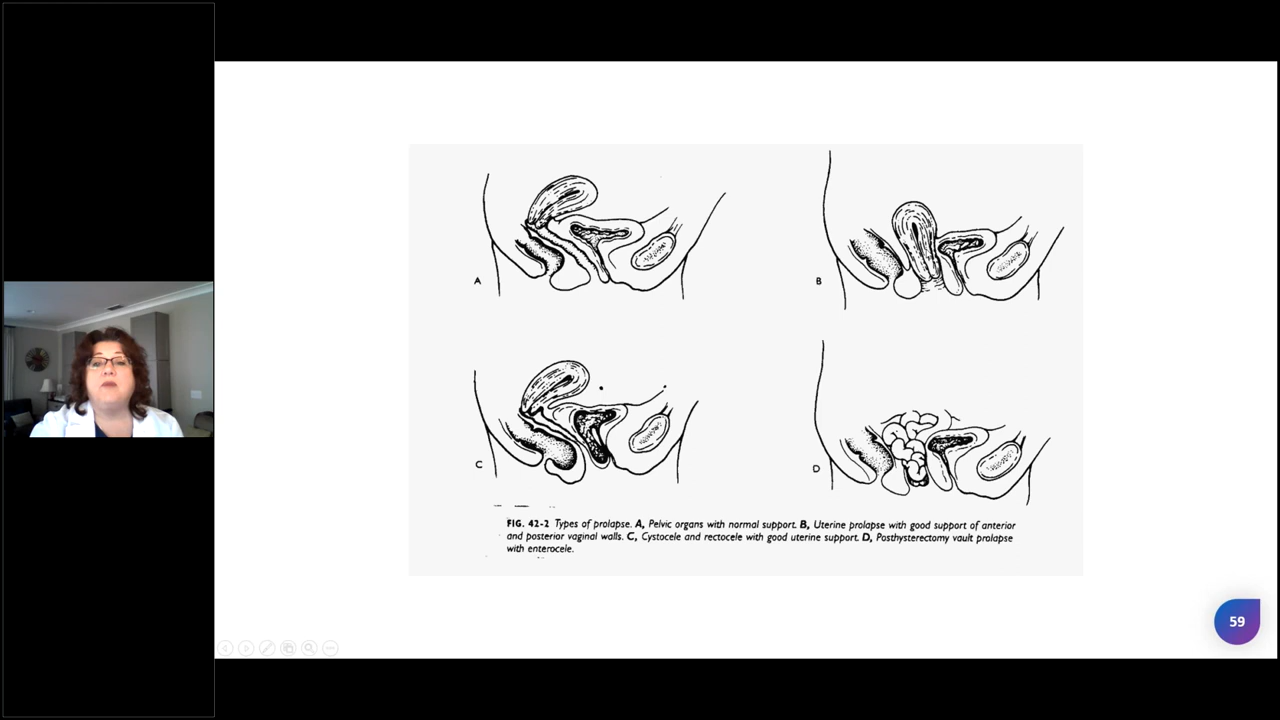 A
B
C
D
FIG. 42-2 Types of prolapse. A, Pelvic organs with normal support. B, Uterine prolapse with good support of anterior
and posterior vaginal walls. C, Cystocele and rectocele with good uterine support. D, Posthysterectomy vault prolapse
with enterocele.
59